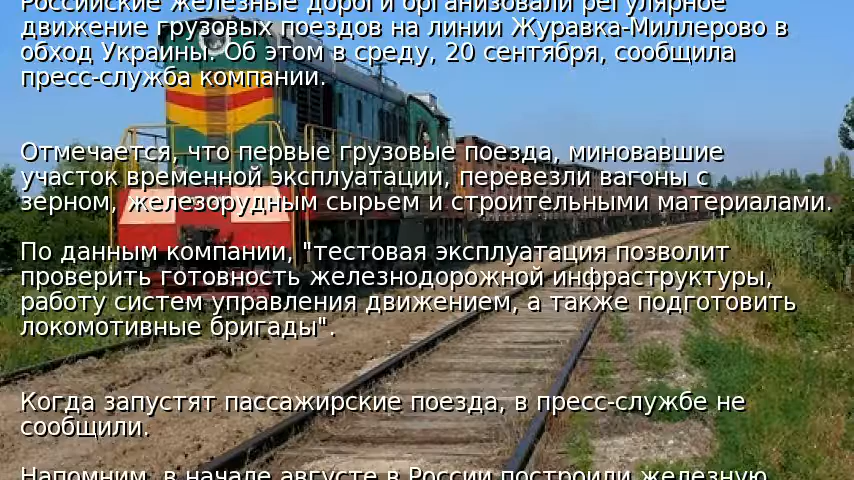 Российские железные дороги организовали регулярное
движение грузовых поездов на линии Журавка-Миллерово в
обход Украины. Об этом в среду, 20 сентября, сообщила
пресс-служба компании.
Отмечается, что первые грузовые поезда, миновавшие
участок временной эксплуатации, перевезли вагоны с
зерном, железорудным сырьем и строительными материалами.
По данным компании, "тестовая эксплуатация позволит
проверить готовность железнодорожной инфраструктуры,
работу систем управления движением, а также подготовить
локомотивные бригады".
Когда запустят пассажирские поезда, в пресс-службе не
сообщили.
Напомним, в начале августе в России построили железную